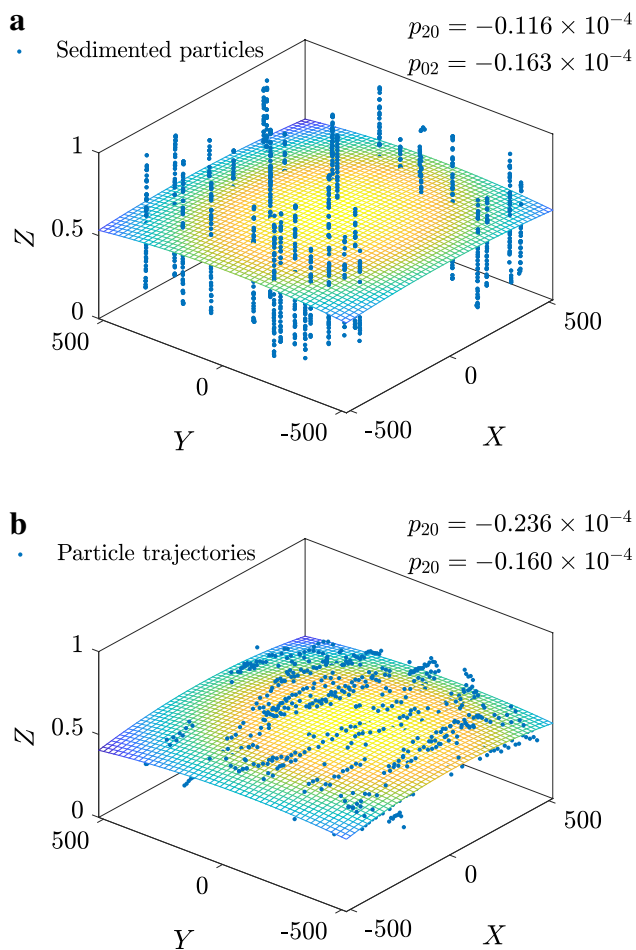 a
Sedimented particles
p₂₀ = −0.116 × 10⁻⁴
p₀₂ = −0.163 × 10⁻⁴
1
0.5
0
Z
500
0
-500
Y
-500
0
500
X
b
Particle trajectories
p₂₀ = −0.236 × 10⁻⁴
p₂₀ = −0.160 × 10⁻⁴
1
0.5
0
Z
500
0
-500
Y
-500
0
500
X